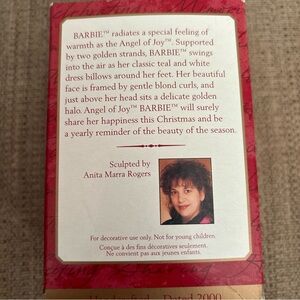 BARBIE™ radiates a special feeling of
warmth as the Angel of Joy™. Supported
by two golden strands, BARBIE™ swings
into the air as her classic teal and white
dress billows around her feet. Her beautiful
face is framed by gentle blond curls, and
just above her head sits a delicate golden
halo. Angel of Joy™ BARBIE™ will surely
share her happiness this Christmas and be
a yearly reminder of the beauty of the season.
Sculpted by
Anita Marra Rogers
For decorative use only. Not for young children.
Conçue à des fins décoratives seulement.
Ne convient pas aux jeunes enfants.
Dated 2000